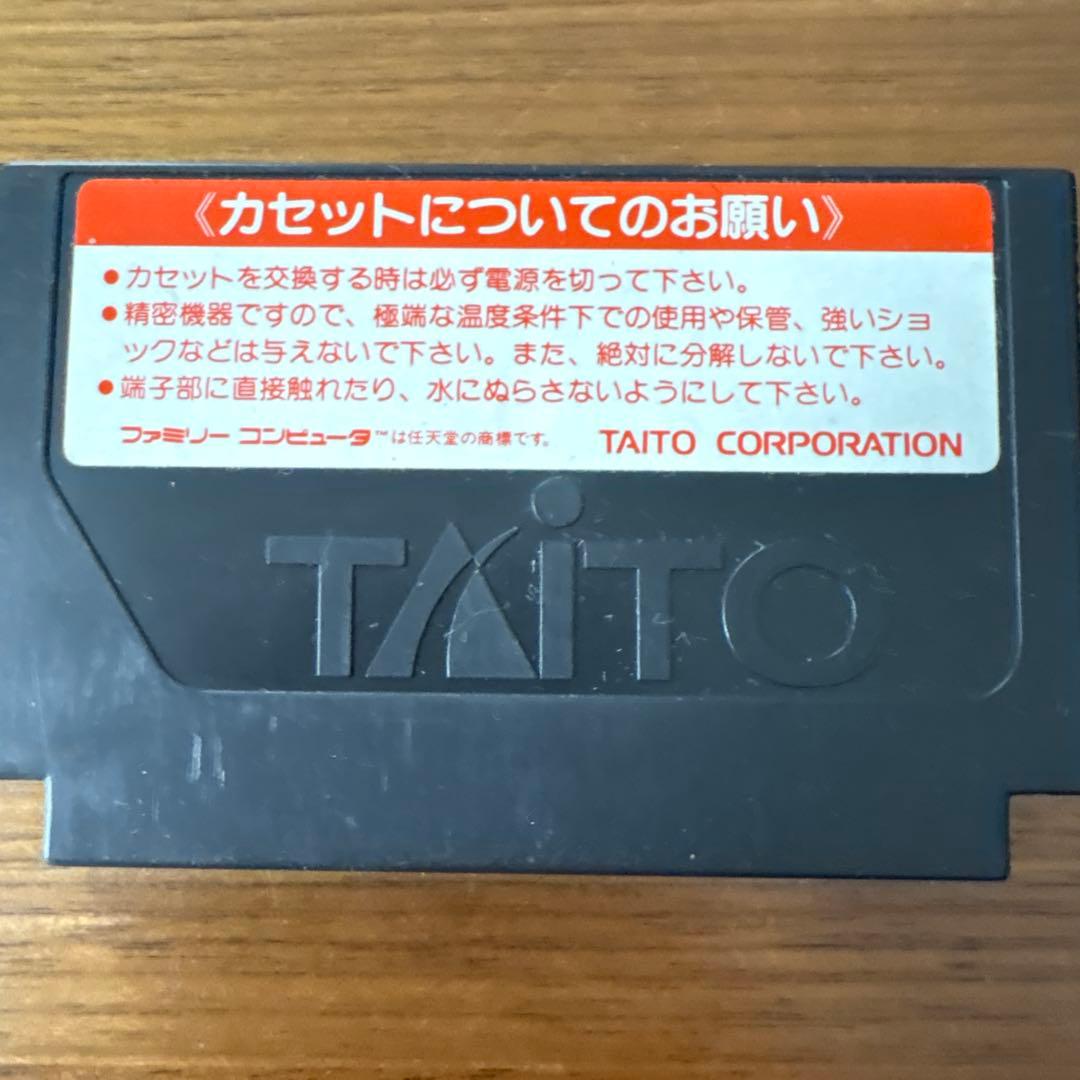 《カセットについてのお願い》
●カセットを交換する時は必ず電源を切って下さい。
●精密機器ですので、極端な温度条件下での使用や保管、強いショ
ックなどは与えないで下さい。また、絶対に分解しないで下さい。
●端子部に直接触れたり、水にぬらさないようにして下さい。
ファミリー コンピュータ™は任天堂の商標です。 TAITO CORPORATION
TAiTO